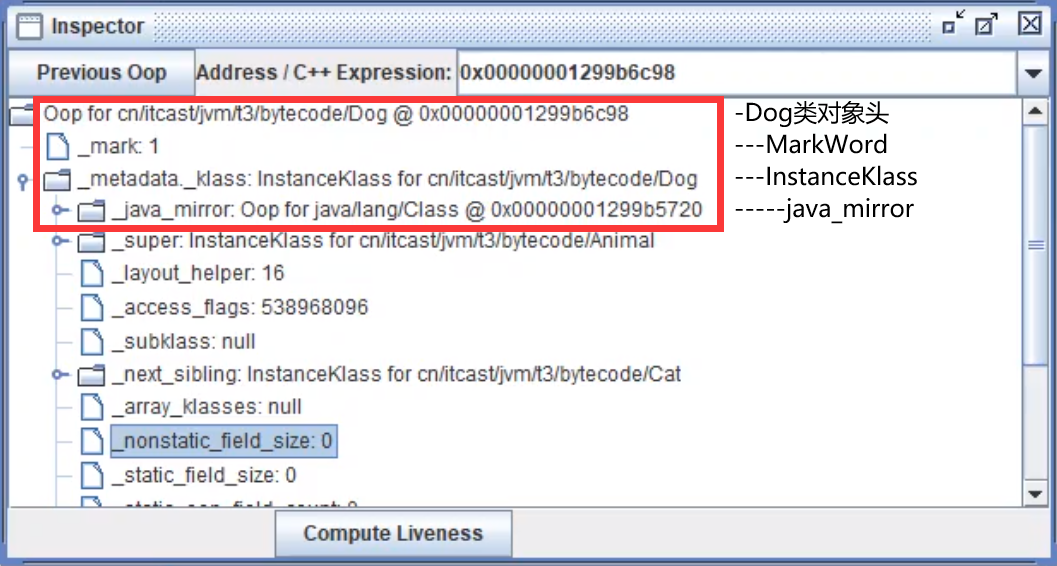 Inspector
Previous Oop Address / C++ Expression: 0x00000001299b6c98
Oop for cn/itcast/jvm/t3/bytecode/Dog @ 0x00000001299b6c98 -Dog类对象头
_mark: 1 ---MarkWord
_metadata._klass: InstanceKlass for cn/itcast/jvm/t3/bytecode/Dog ---InstanceKlass
_java_mirror: Oop for java/lang/Class @ 0x00000001299b5720 -----java_mirror
_super: InstanceKlass for cn/itcast/jvm/t3/bytecode/Animal
_layout_helper: 16
_access_flags: 538968096
_subklass: null
_next_sibling: InstanceKlass for cn/itcast/jvm/t3/bytecode/Cat
_array_klasses: null
_nonstatic_field_size: 0
_static_field_size: 0
Compute Liveness